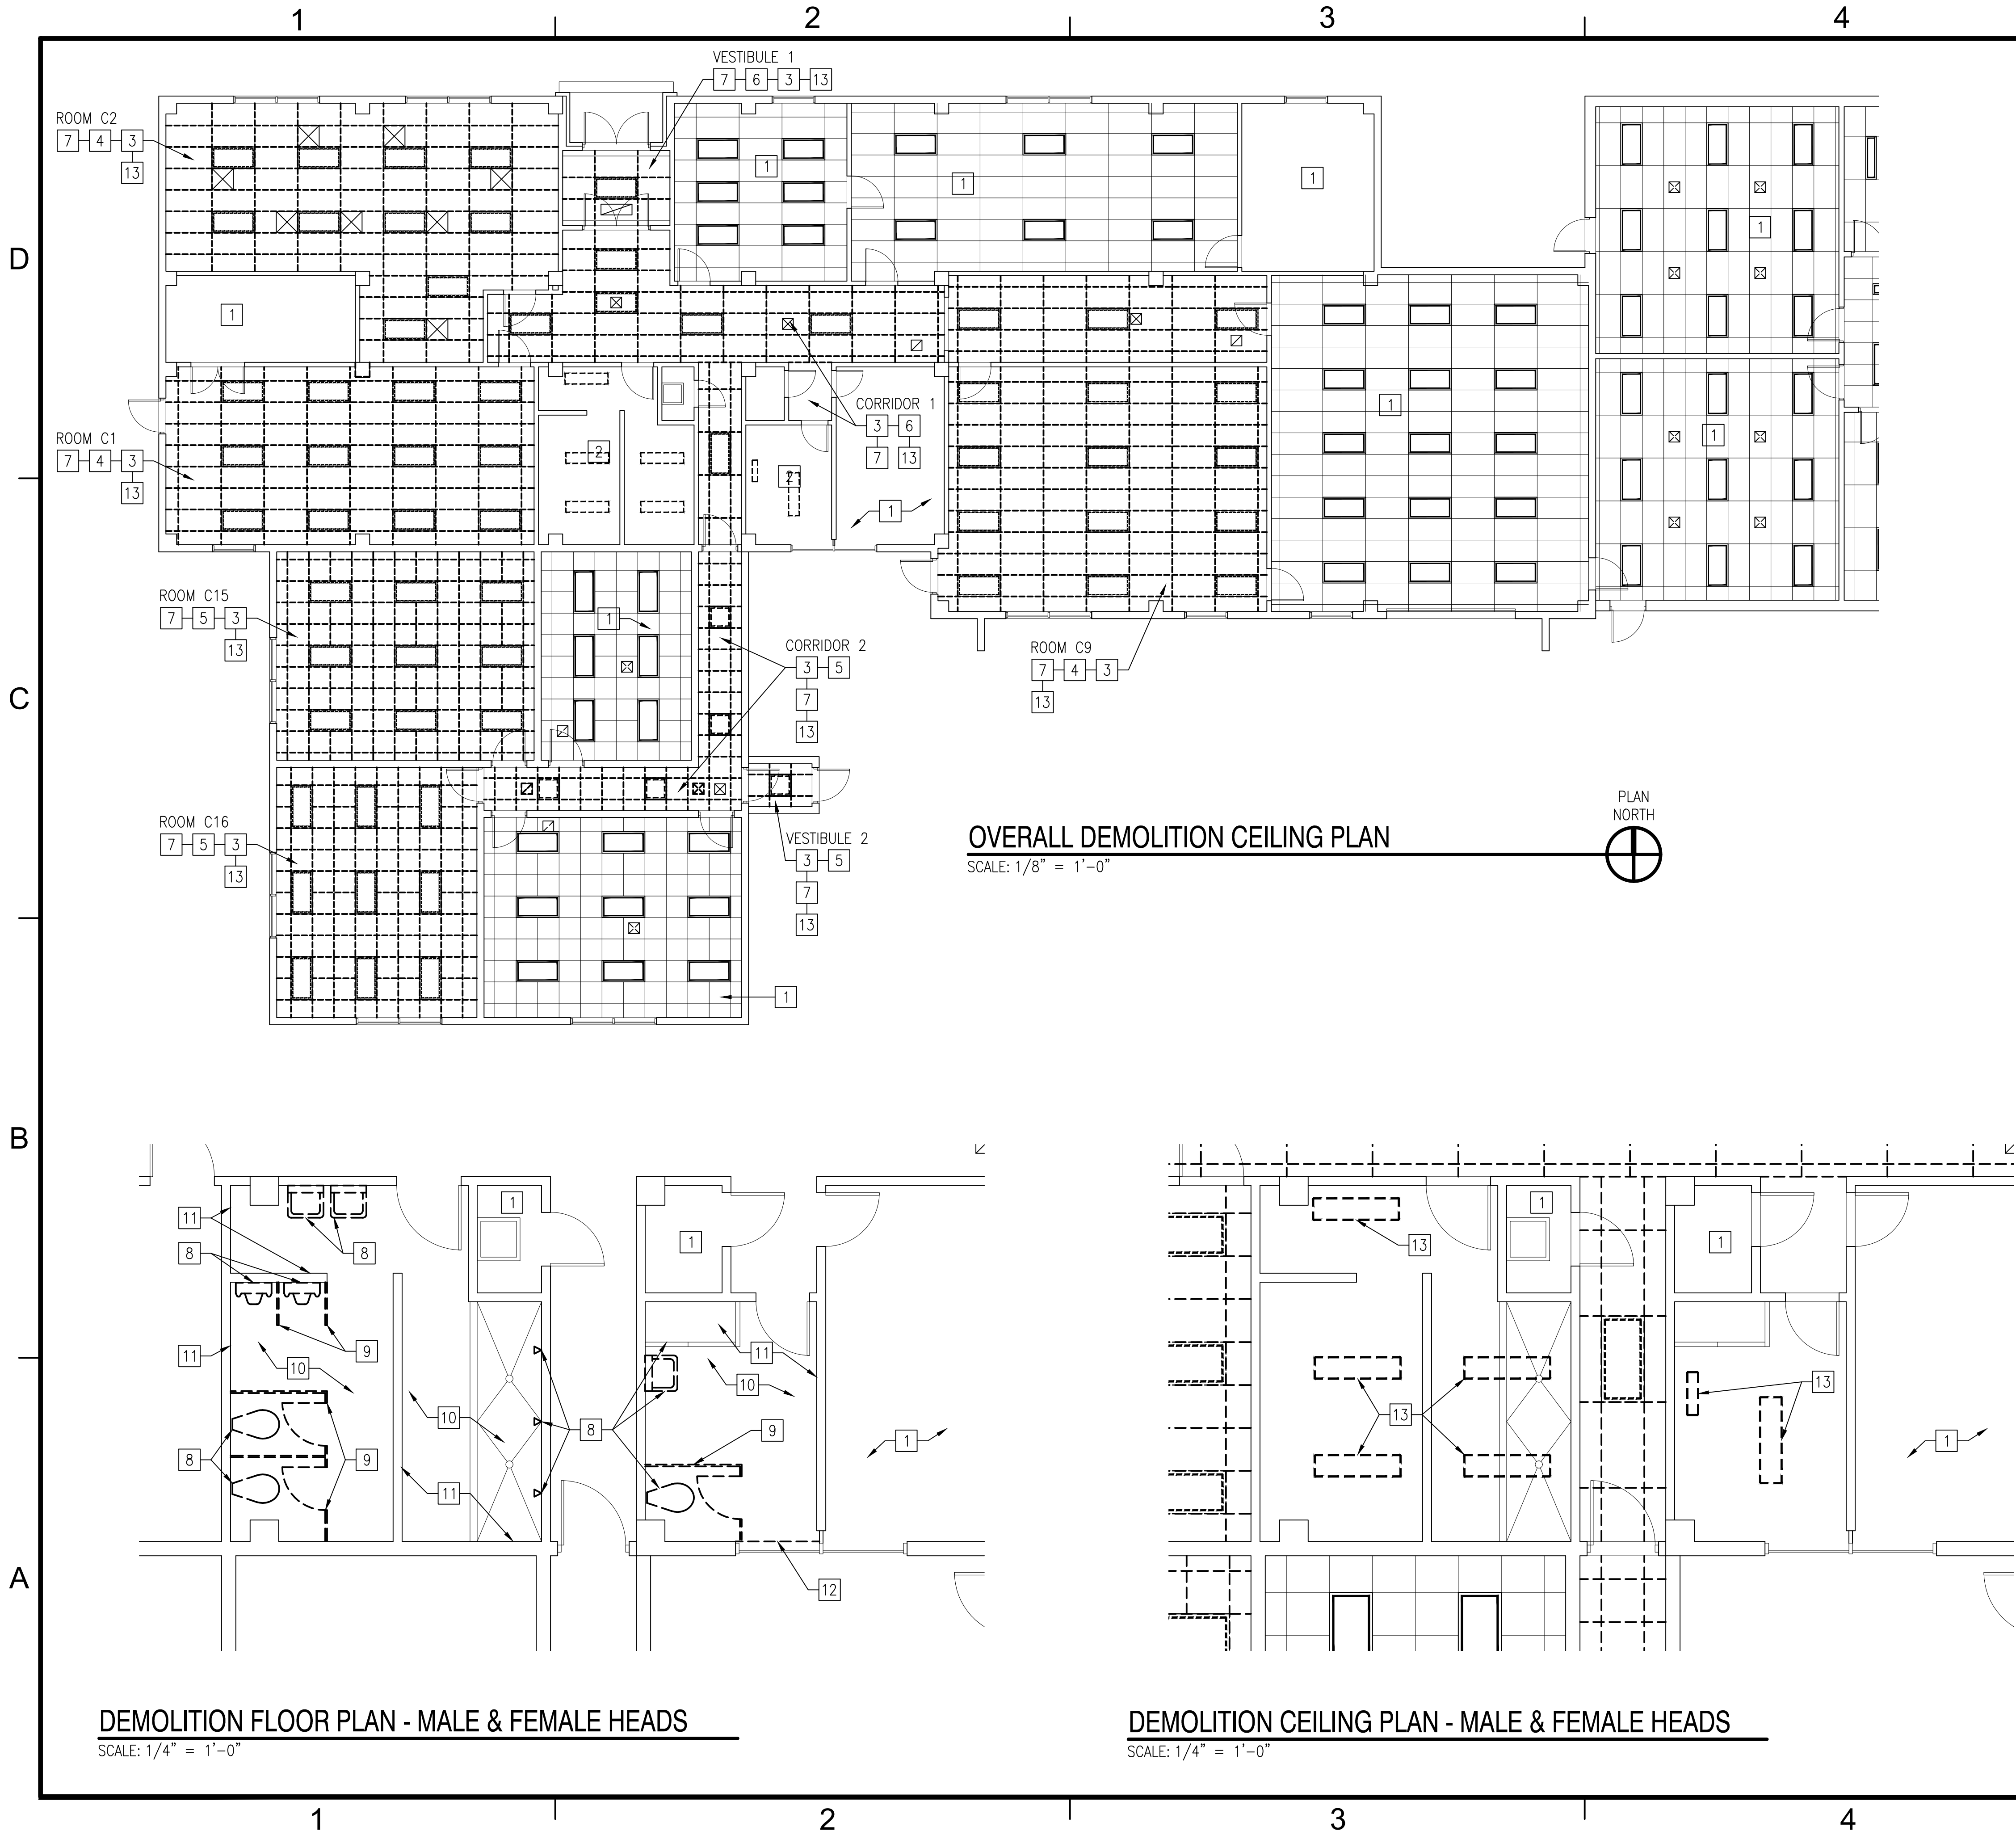 1 2 3 4
VESTIBULE 1
7 6 3 13
ROOM C2
7 4 3
13
1
1
1
1
D
1
CORRIDOR 1
3 6
7 13
1
1
ROOM C1
7 4 3
13
2
2
1
ROOM C15
7 5 3
13
1
CORRIDOR 2
3 5
7
13
ROOM C9
7 4 3
13
C
ROOM C16
7 5 3
13
VESTIBULE 2
3 5
7
13
OVERALL DEMOLITION CEILING PLAN
SCALE: 1/8" = 1'-0"
PLAN
NORTH
1
B
11
8
8
1
1
11
9
10
11
10
10
8
9
1
8
9
11
12
DEMOLITION FLOOR PLAN - MALE & FEMALE HEADS
SCALE: 1/4" = 1'-0"
1
1
13
13
13
1
A
DEMOLITION CEILING PLAN - MALE & FEMALE HEADS
SCALE: 1/4" = 1'-0"
1 2 3 4